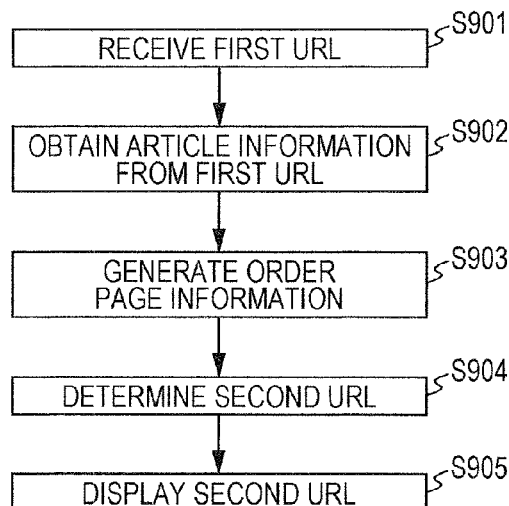 RECEIVE FIRST URL
S901
OBTAIN ARTICLE INFORMATION
FROM FIRST URL
S902
GENERATE ORDER
PAGE INFORMATION
S903
DETERMINE SECOND URL
S904
DISPLAY SECOND URL
S905